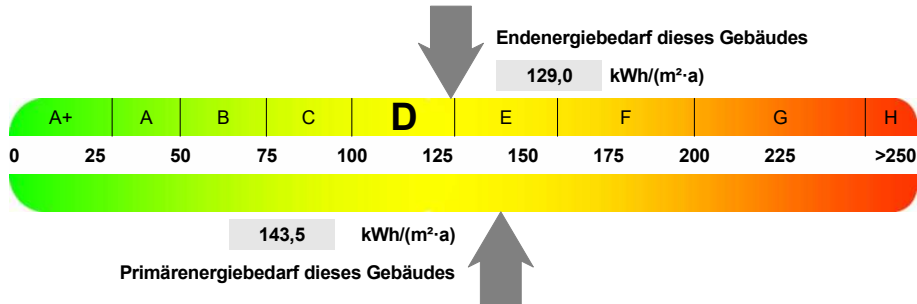 Endenergiebedarf dieses Gebäudes
129,0 kWh/(m²·a)
A+ A B C D E F G H
0 25 50 75 100 125 150 175 200 225 >250
143,5 kWh/(m²·a)
Primärenergiebedarf dieses Gebäudes